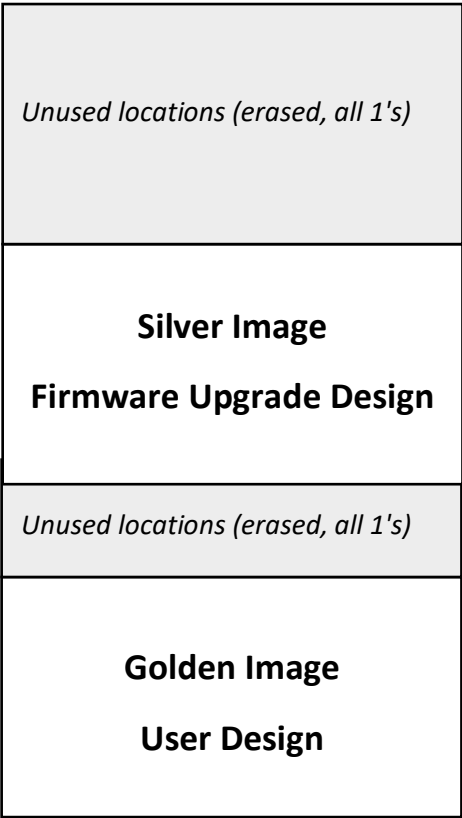 Unused locations (erased, all 1's)
Silver Image
Firmware Upgrade Design
Unused locations (erased, all 1's)
Golden Image
User Design